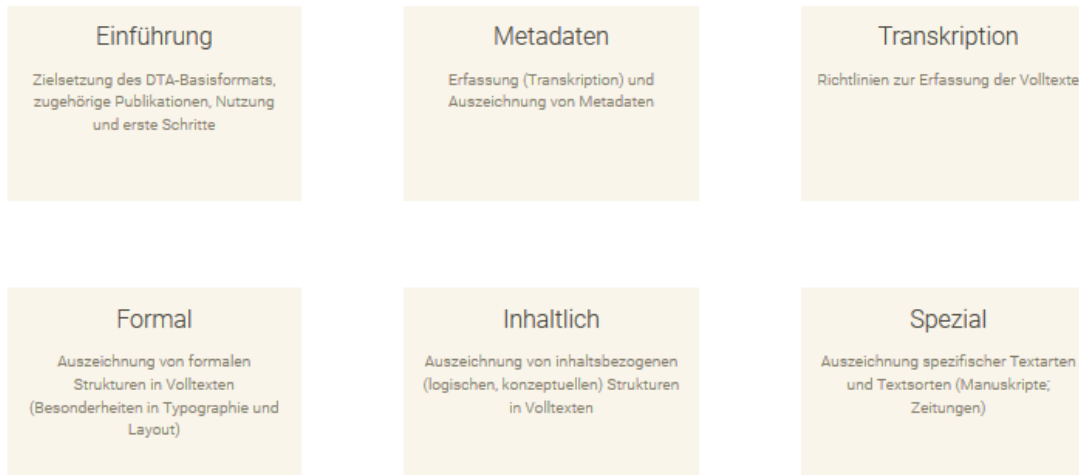 Einführung
Zielsetzung des DTA-Basisformats,
zugehörige Publikationen, Nutzung
und erste Schritte
Metadaten
Erfassung (Transkription) und
Auszeichnung von Metadaten
Transkription
Richtlinien zur Erfassung der Volltexte
Formal
Auszeichnung von formalen
Strukturen in Volltexten
(Besonderheiten in Typographie und
Layout)
Inhaltlich
Auszeichnung von inhaltsbezogenen
(logischen, konzeptuellen) Strukturen
in Volltexten
Spezial
Auszeichnung spezifischer Textarten
und Textsorten (Manuskripte;
Zeitungen)